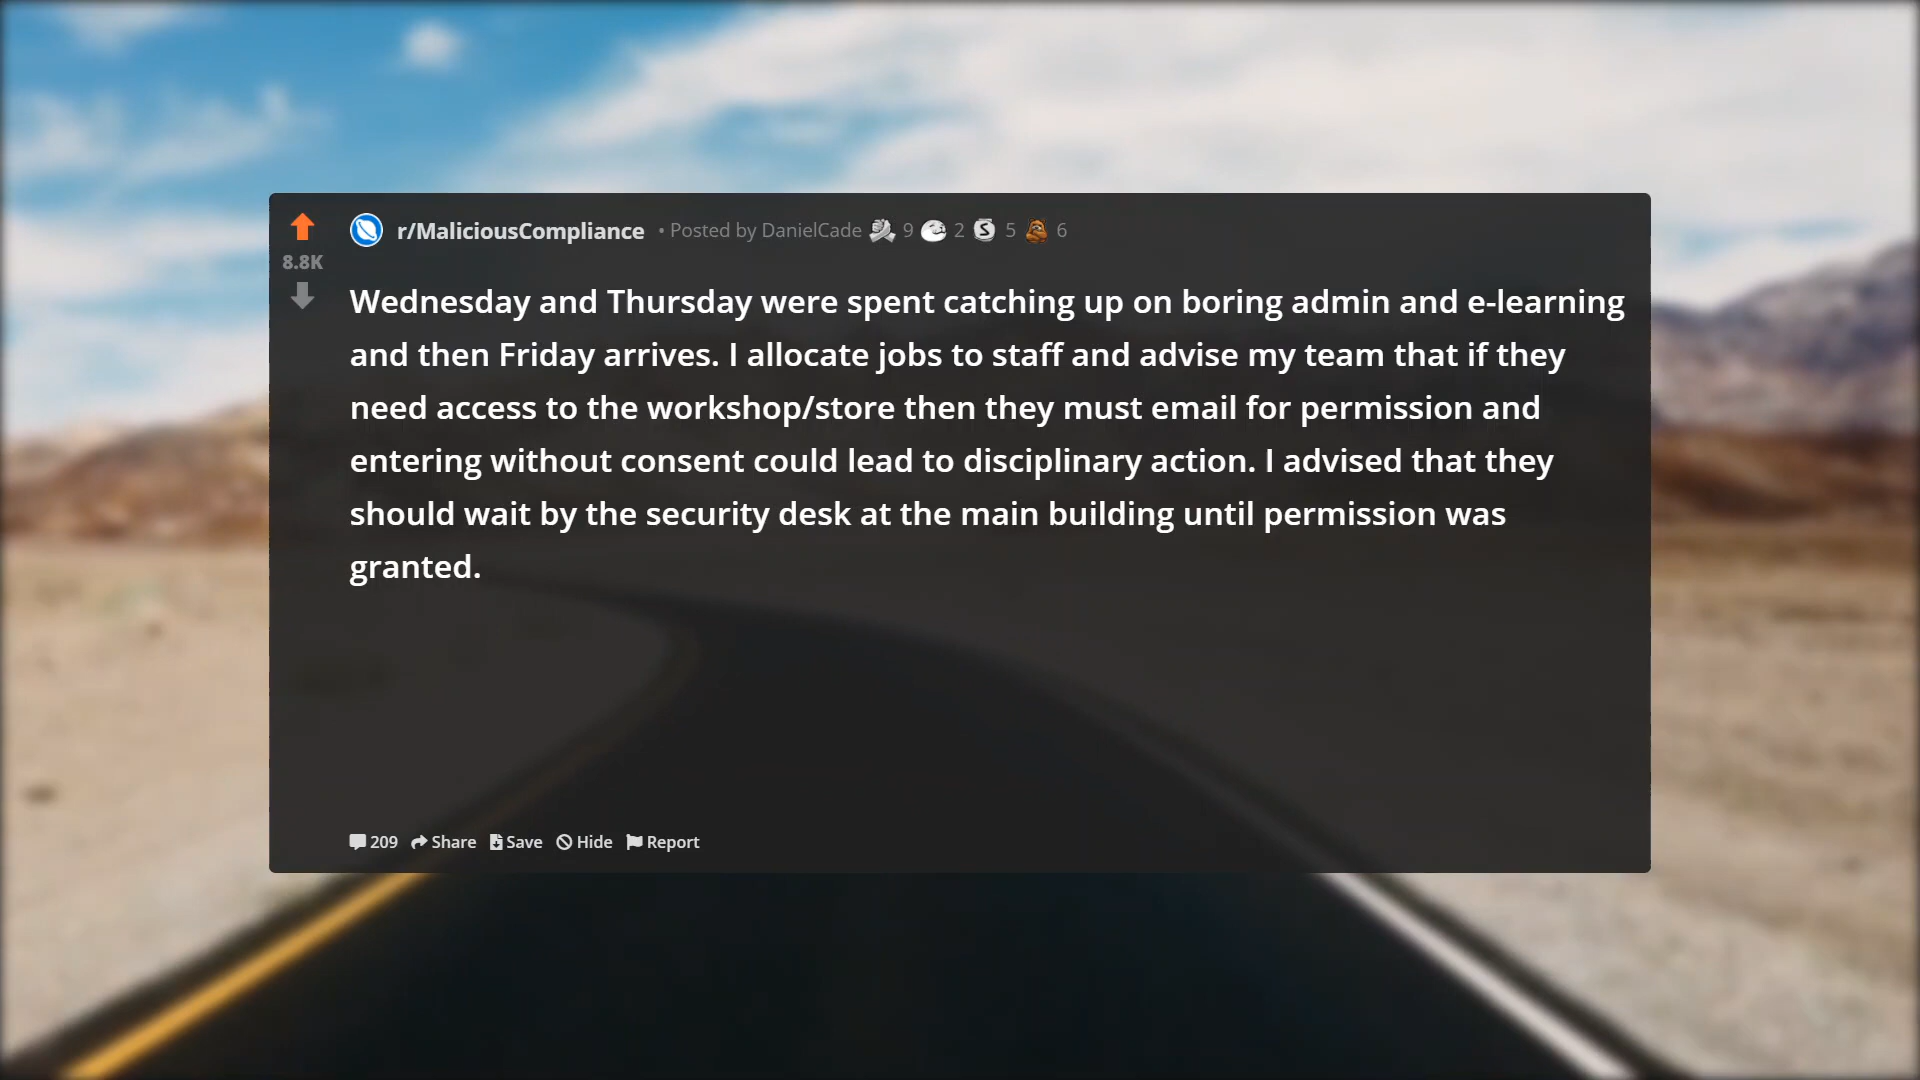 r/MaliciousCompliance • Posted by DanielCade 9 2 5 6
8.8K
Wednesday and Thursday were spent catching up on boring admin and e-learning
and then Friday arrives. I allocate jobs to staff and advise my team that if they
need access to the workshop/store then they must email for permission and
entering without consent could lead to disciplinary action. I advised that they
should wait by the security desk at the main building until permission was
granted.
209 Share Save Hide Report